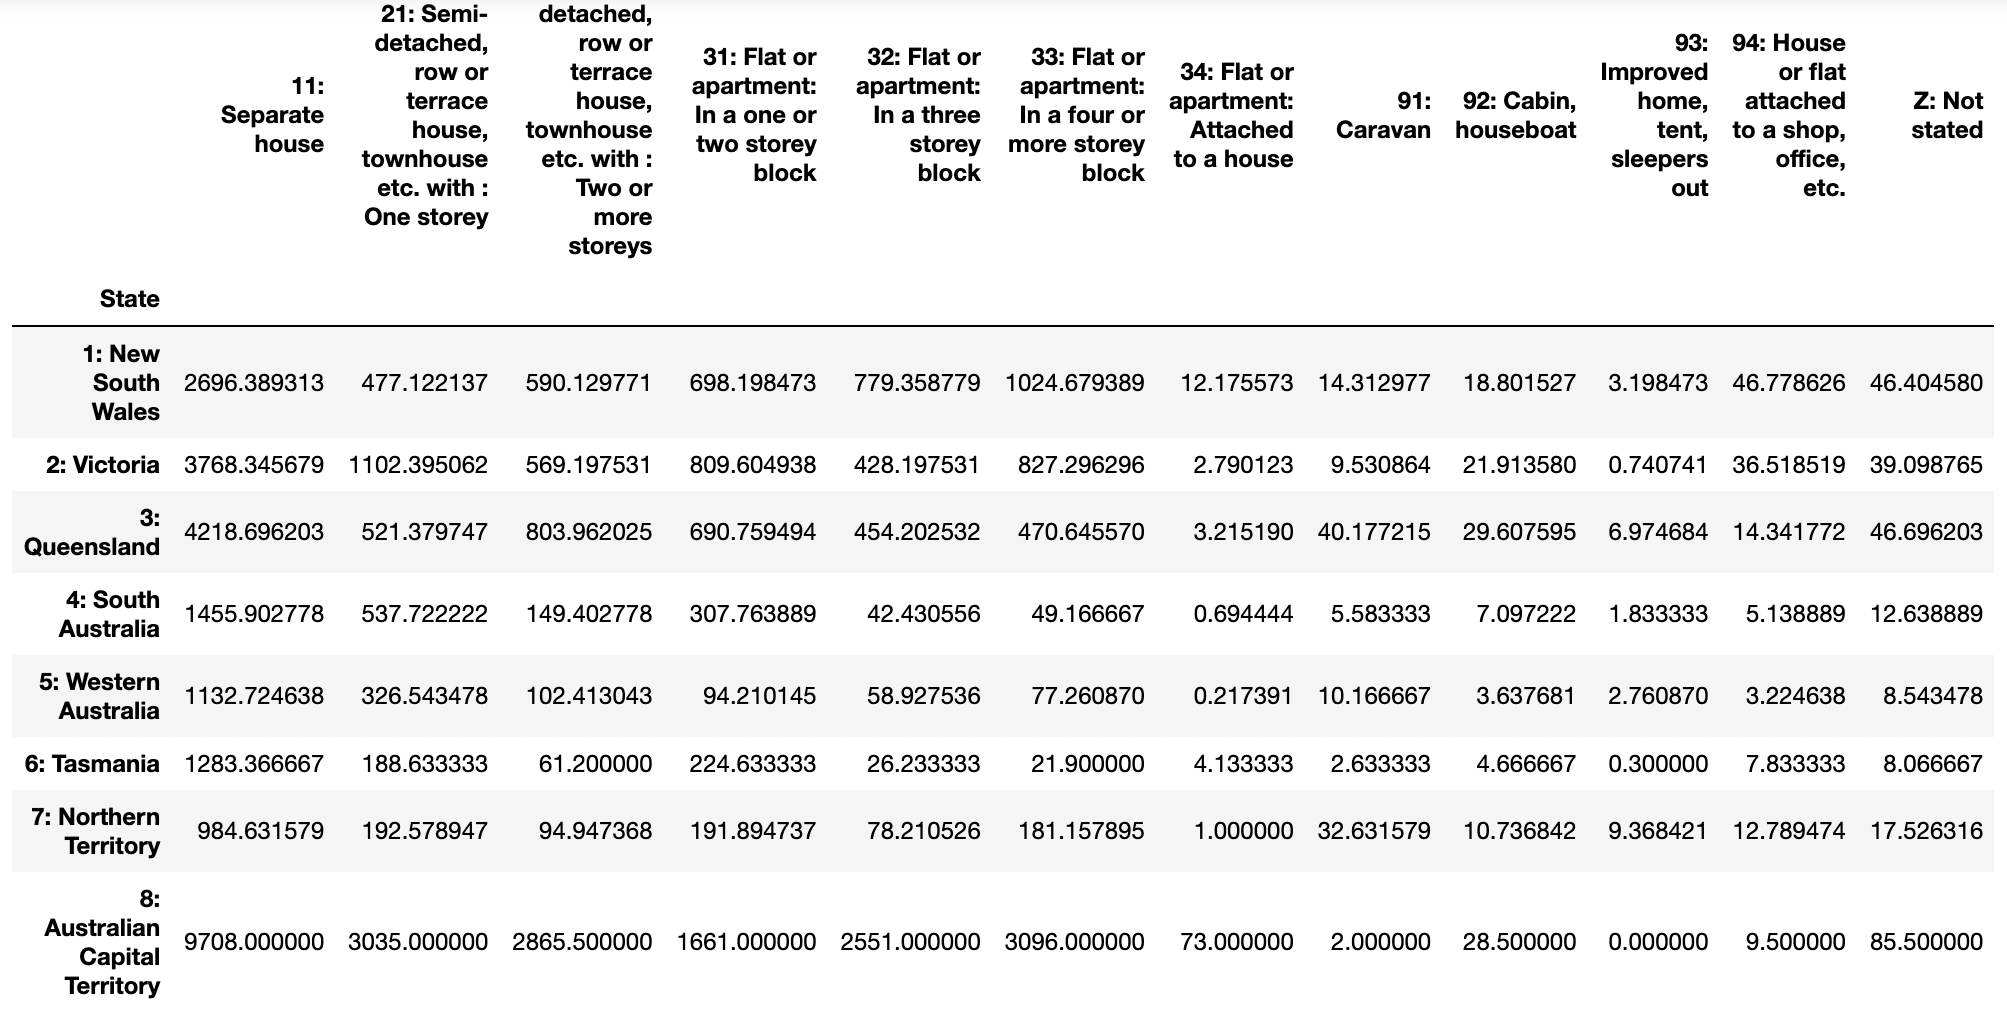 11:
Separate
house
21: Semi-
detached,
row or
terrace
house,
townhouse
etc. with :
One storey
detached,
row or
terrace
house,
townhouse
etc. with :
Two or
more
storeys
31: Flat or
apartment:
In a one or
two storey
block
32: Flat or
apartment:
In a three
storey
block
33: Flat or
apartment:
In a four or
more storey
block
34: Flat or
apartment:
Attached
to a house
91:
Caravan
92: Cabin,
houseboat
93:
Improved
home,
tent,
sleepers
out
94: House
or flat
attached
to a shop,
office,
etc.
Z: Not
stated
State
1: New
South
Wales
2696.389313 477.122137 590.129771 698.198473 779.358779 1024.679389 12.175573 14.312977 18.801527 3.198473 46.778626 46.404580
2: Victoria 3768.345679 1102.395062 569.197531 809.604938 428.197531 827.296296 2.790123 9.530864 21.913580 0.740741 36.518519 39.098765
3:
Queensland
4218.696203 521.379747 803.962025 690.759494 454.202532 470.645570 3.215190 40.177215 29.607595 6.974684 14.341772 46.696203
4: South
Australia
1455.902778 537.722222 149.402778 307.763889 42.430556 49.166667 0.694444 5.583333 7.097222 1.833333 5.138889 12.638889
5: Western
Australia
1132.724638 326.543478 102.413043 94.210145 58.927536 77.260870 0.217391 10.166667 3.637681 2.760870 3.224638 8.543478
6: Tasmania 1283.366667 188.633333 61.200000 224.633333 26.233333 21.900000 4.133333 2.633333 4.666667 0.300000 7.833333 8.066667
7: Northern
Territory
984.631579 192.578947 94.947368 191.894737 78.210526 181.157895 1.000000 32.631579 10.736842 9.368421 12.789474 17.526316
8:
Australian
Capital
Territory
9708.000000 3035.000000 2865.500000 1661.000000 2551.000000 3096.000000 73.000000 2.000000 28.500000 0.000000 9.500000 85.500000